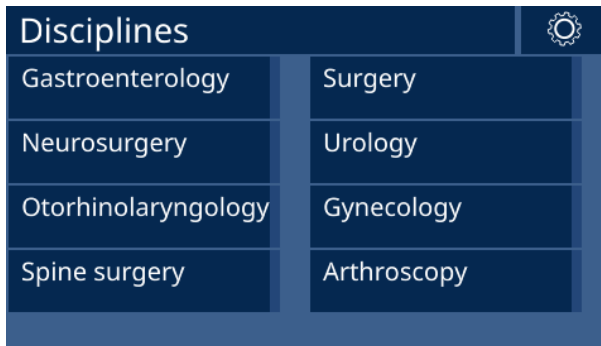 Disciplines
Gastroenterology
Surgery
Neurosurgery
Urology
Otorhinolaryngology
Gynecology
Spine surgery
Arthroscopy